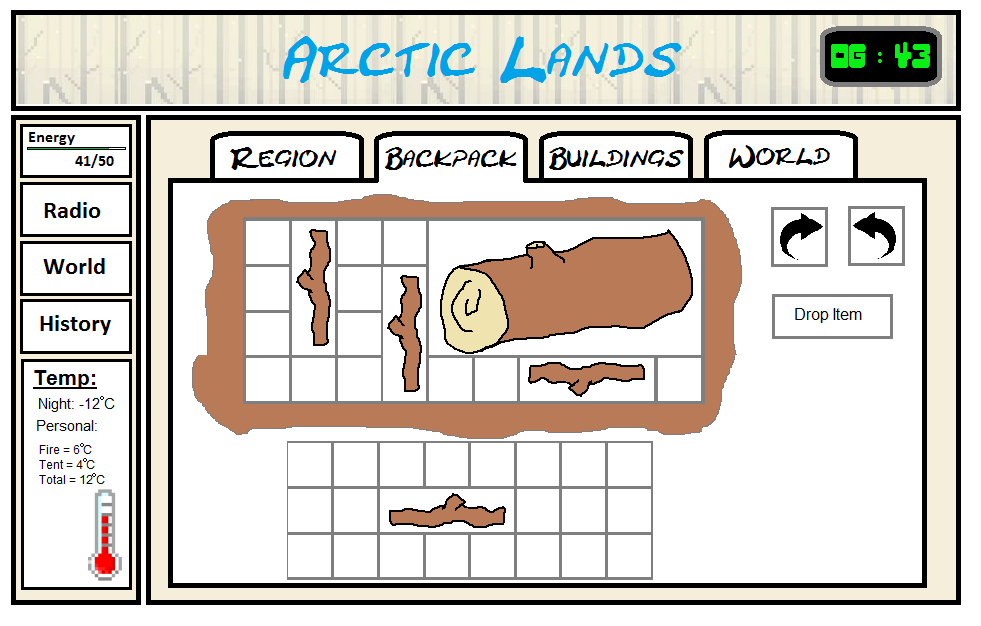 Arctic Lands
06 : 43
Energy
41/50
Radio
World
History
Temp:
Night: -12°C
Personal:
Fire = 6°C
Tent = 4°C
Total = 12°C
Region
Backpack
Buildings
World
Drop Item